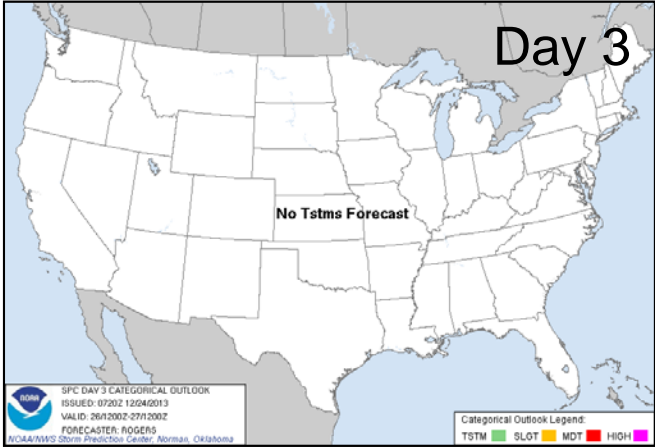 Day 3
No Tstms Forecast
NOAA
SPC DAY 3 CATEGORICAL OUTLOOK
ISSUED: 0720Z 12/24/2013
VALID: 26/1200Z-27/1200Z
FORECASTER: ROGERS
NOAA/NWS Storm Prediction Center, Norman, Oklahoma
Categorical Outlook Legend:
TSTM SLGT MDT HIGH